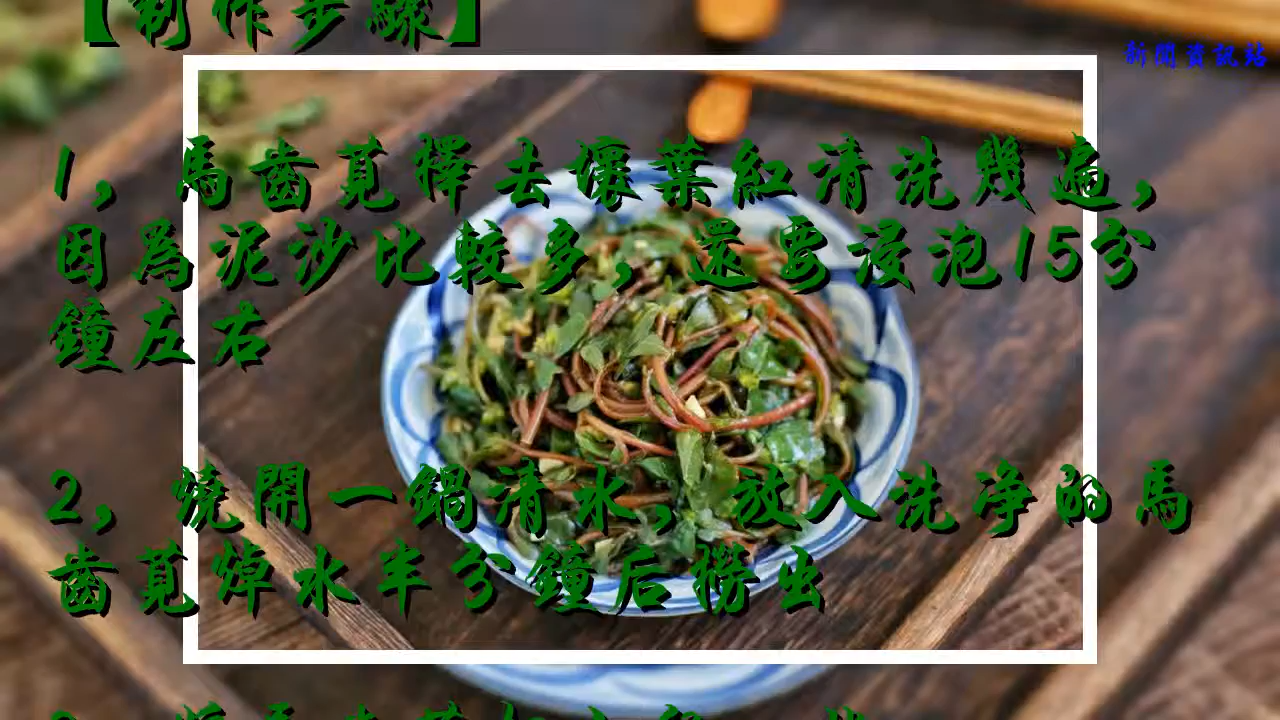 【制作步驟】
新聞資訊站
1，馬齒莧擇去壞葉紅清洗幾遍，
因爲泥沙比較多，還要浸泡15分
鐘左右
2，燒開一鍋清水，放入洗净的馬
齒莧焯水半分鐘后撈出